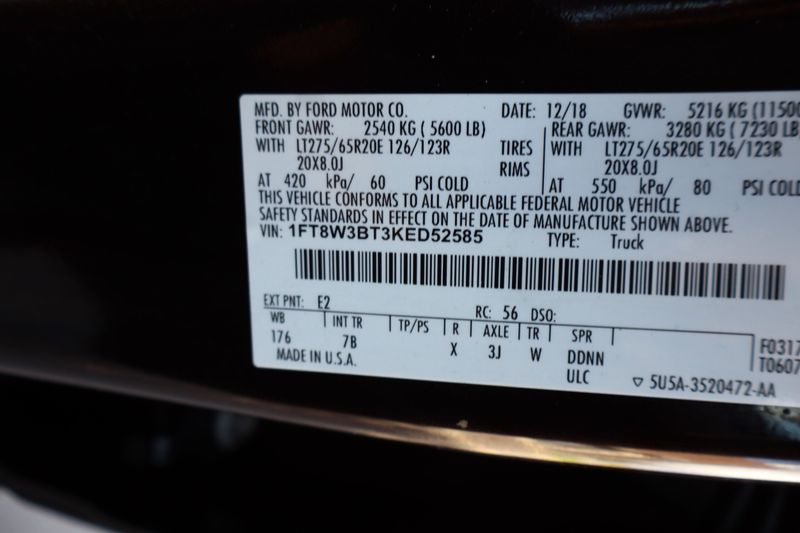 MFD. BY FORD MOTOR CO. DATE: 12/18 GVWR: 5216 KG (11500
FRONT GAWR: 2540 KG ( 5600 LB) REAR GAWR: 3280 KG ( 7230 LB
WITH LT275/65R20E 126/123R TIRES WITH LT275/65R20E 126/123R
20X8.0J RIMS 20X8.0J
AT 420 kPa/ 60 PSI COLD AT 550 kPa/ 80 PSI COL
THIS VEHICLE CONFORMS TO ALL APPLICABLE FEDERAL MOTOR VEHICLE
SAFETY STANDARDS IN EFFECT ON THE DATE OF MANUFACTURE SHOWN ABOVE.
VIN: 1FT8W3BT3KED52585 TYPE: Truck
EXT PNT: E2 RC: 56 DSO:
WB INT TR TP/PS R AXLE TR SPR
176 7B X 3J W DDNN F0317
MADE IN U.S.A. ULC T0607
▽ 5U5A-3520472-AA